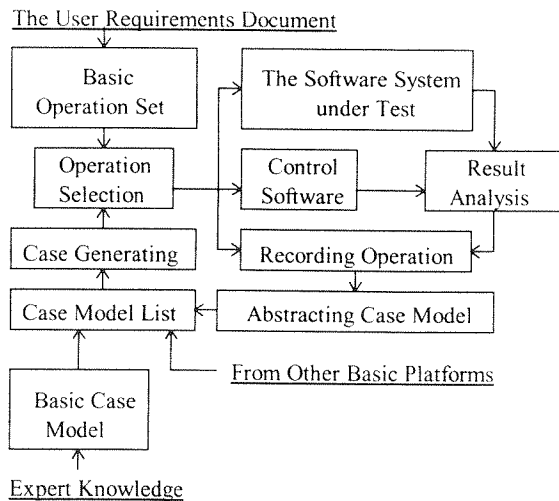 The User Requirements Document
Basic
Operation Set
The Software System
under Test
Operation
Selection
Control
Software
Result
Analysis
Case Generating
Recording Operation
Case Model List
Abstracting Case Model
From Other Basic Platforms
Basic Case
Model
Expert Knowledge